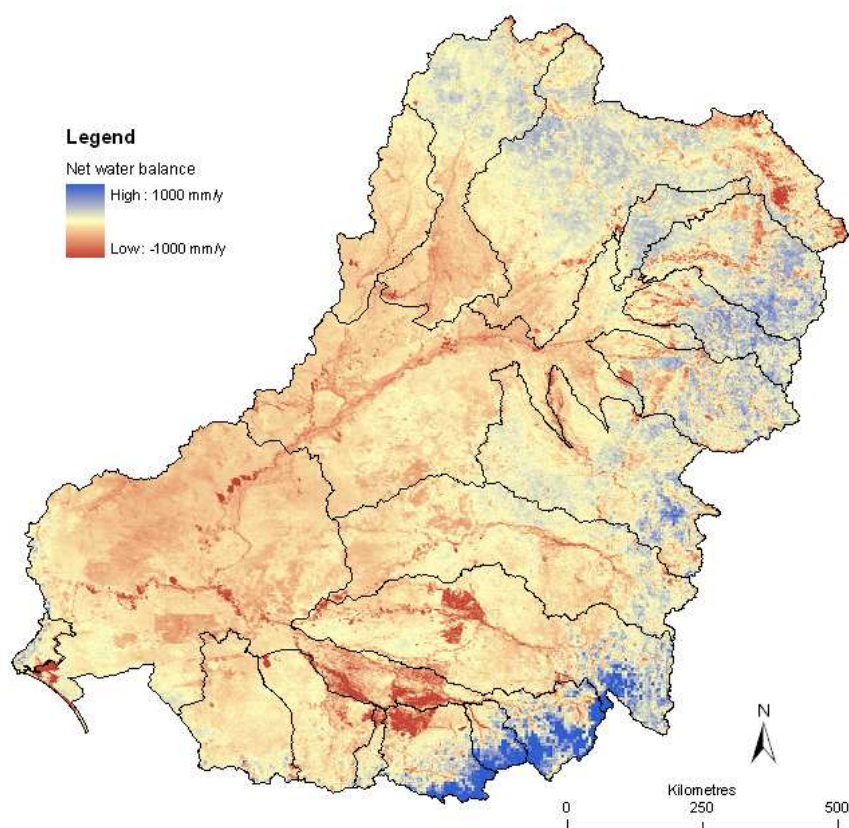 Legend
Net water balance
High : 1000 mm/y
Low : -1000 mm/y
N
Kilometres
0 250 500